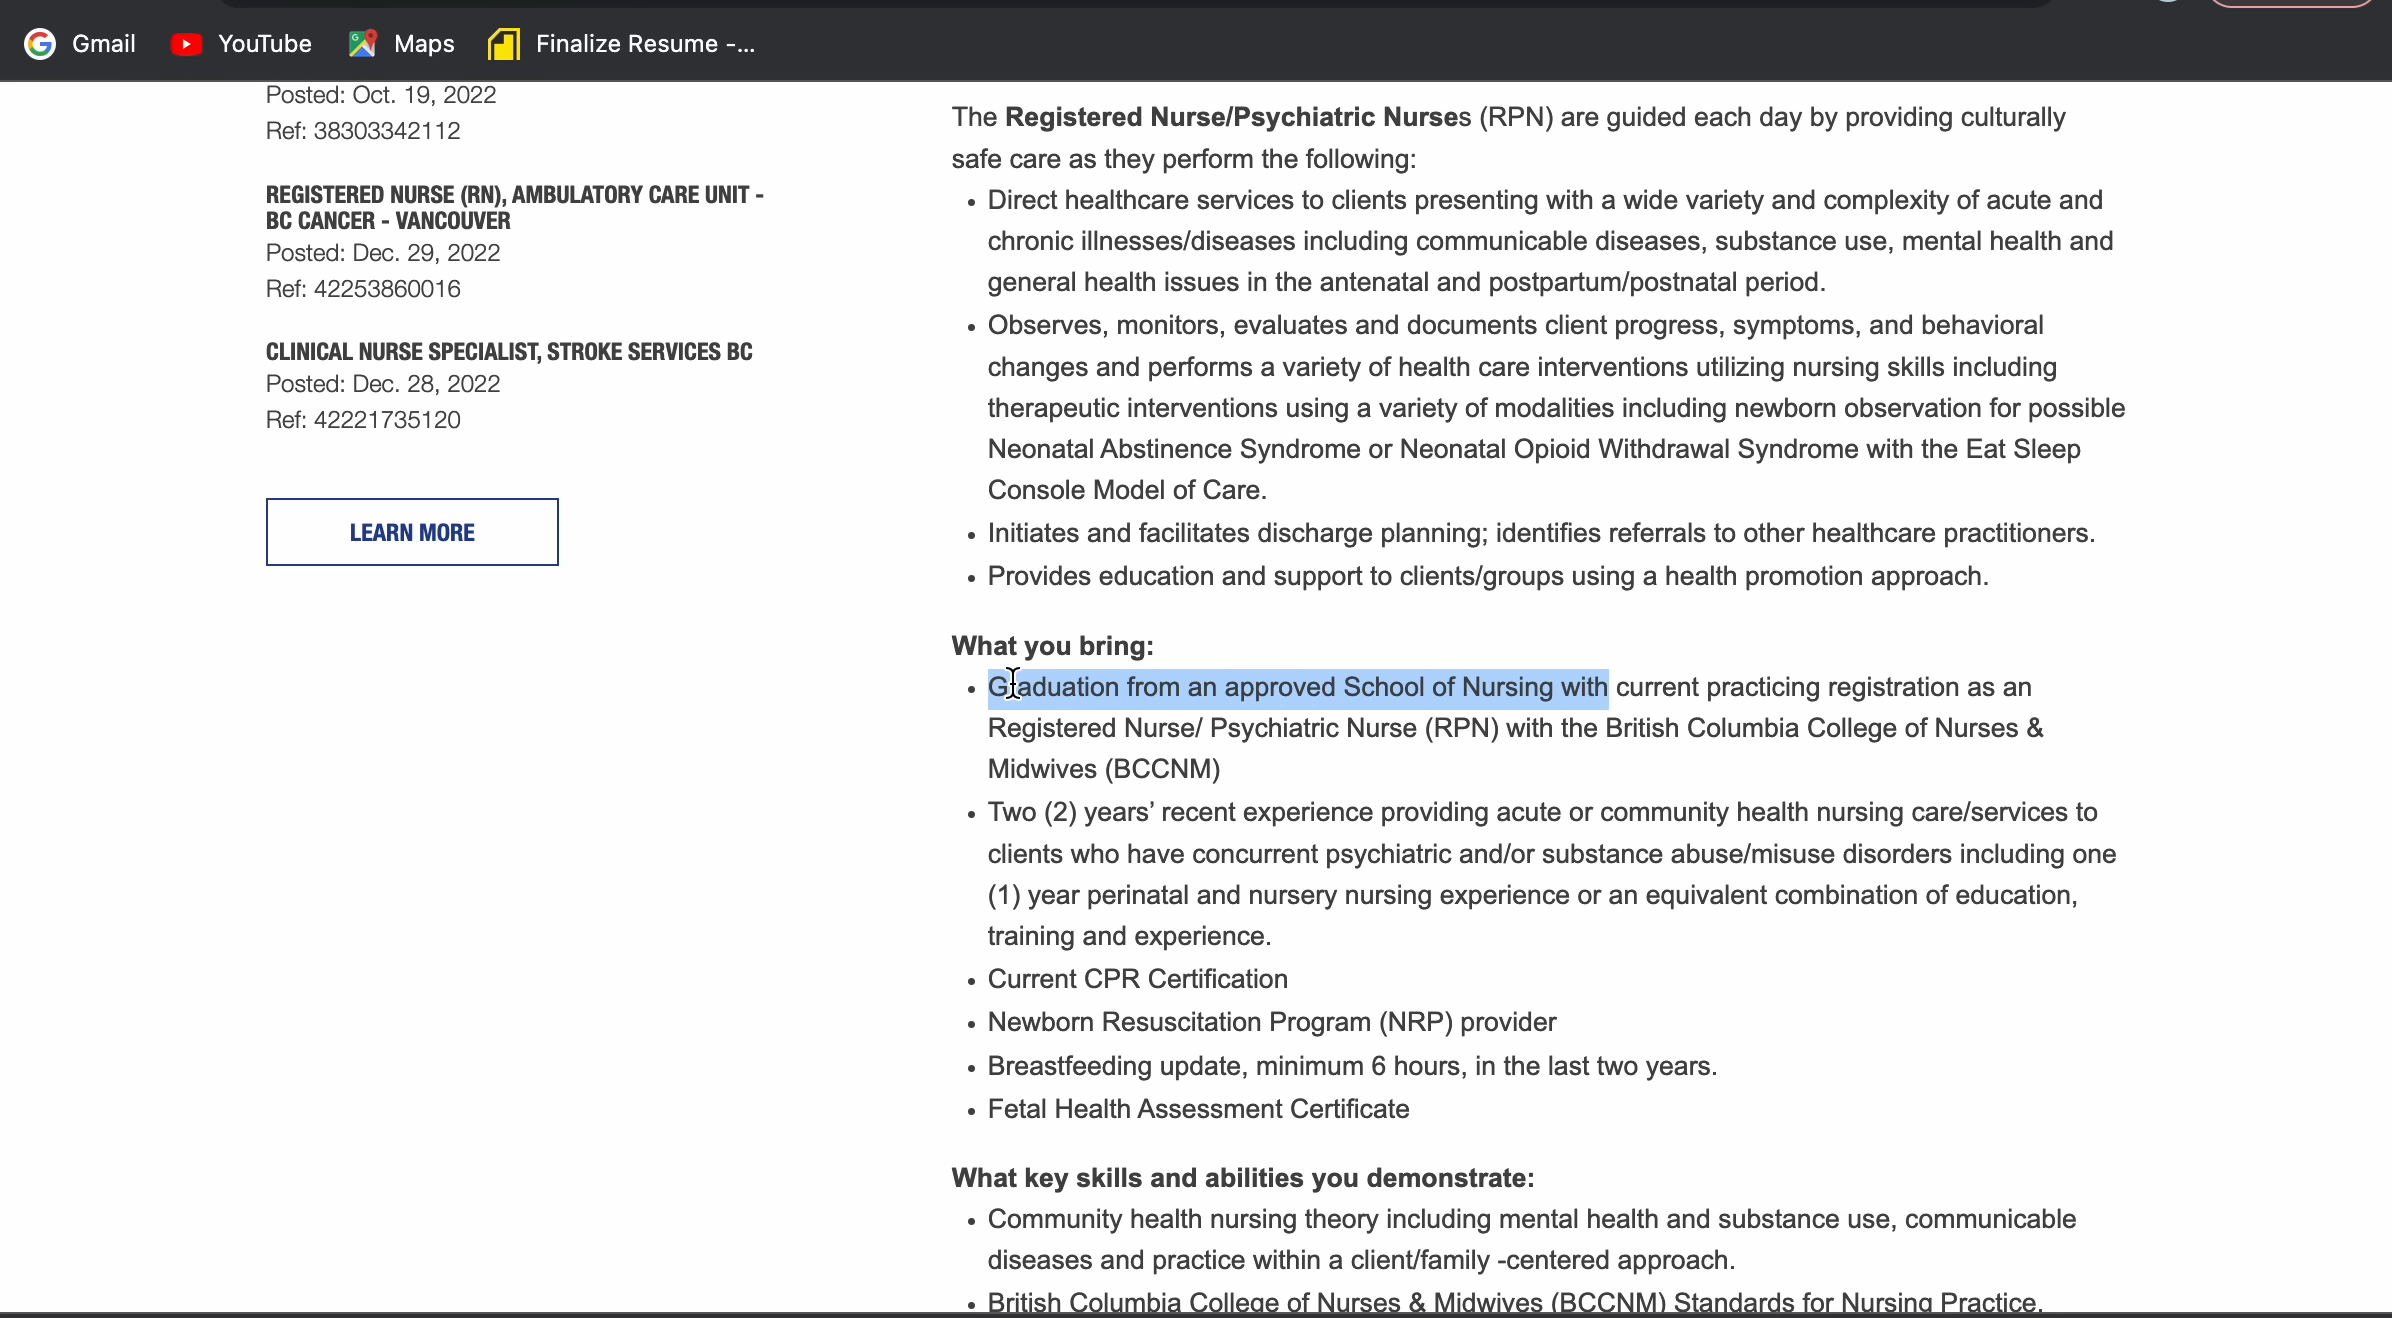 Gmail YouTube Maps Finalize Resume -...
Posted: Oct. 19, 2022
Ref: 38303342112
REGISTERED NURSE (RN), AMBULATORY CARE UNIT -
BC CANCER - VANCOUVER
Posted: Dec. 29, 2022
Ref: 42253860016
CLINICAL NURSE SPECIALIST, STROKE SERVICES BC
Posted: Dec. 28, 2022
Ref: 42221735120
LEARN MORE
The Registered Nurse/Psychiatric Nurses (RPN) are guided each day by providing culturally
safe care as they perform the following:
• Direct healthcare services to clients presenting with a wide variety and complexity of acute and
chronic illnesses/diseases including communicable diseases, substance use, mental health and
general health issues in the antenatal and postpartum/postnatal period.
• Observes, monitors, evaluates and documents client progress, symptoms, and behavioral
changes and performs a variety of health care interventions utilizing nursing skills including
therapeutic interventions using a variety of modalities including newborn observation for possible
Neonatal Abstinence Syndrome or Neonatal Opioid Withdrawal Syndrome with the Eat Sleep
Console Model of Care.
• Initiates and facilitates discharge planning; identifies referrals to other healthcare practitioners.
• Provides education and support to clients/groups using a health promotion approach.
What you bring:
• Graduation from an approved School of Nursing with current practicing registration as an
Registered Nurse/ Psychiatric Nurse (RPN) with the British Columbia College of Nurses &
Midwives (BCCNM)
• Two (2) years’ recent experience providing acute or community health nursing care/services to
clients who have concurrent psychiatric and/or substance abuse/misuse disorders including one
(1) year perinatal and nursery nursing experience or an equivalent combination of education,
training and experience.
• Current CPR Certification
• Newborn Resuscitation Program (NRP) provider
• Breastfeeding update, minimum 6 hours, in the last two years.
• Fetal Health Assessment Certificate
What key skills and abilities you demonstrate:
• Community health nursing theory including mental health and substance use, communicable
diseases and practice within a client/family -centered approach.
• British Columbia College of Nurses & Midwives (BCCNM) Standards for Nursing Practice.